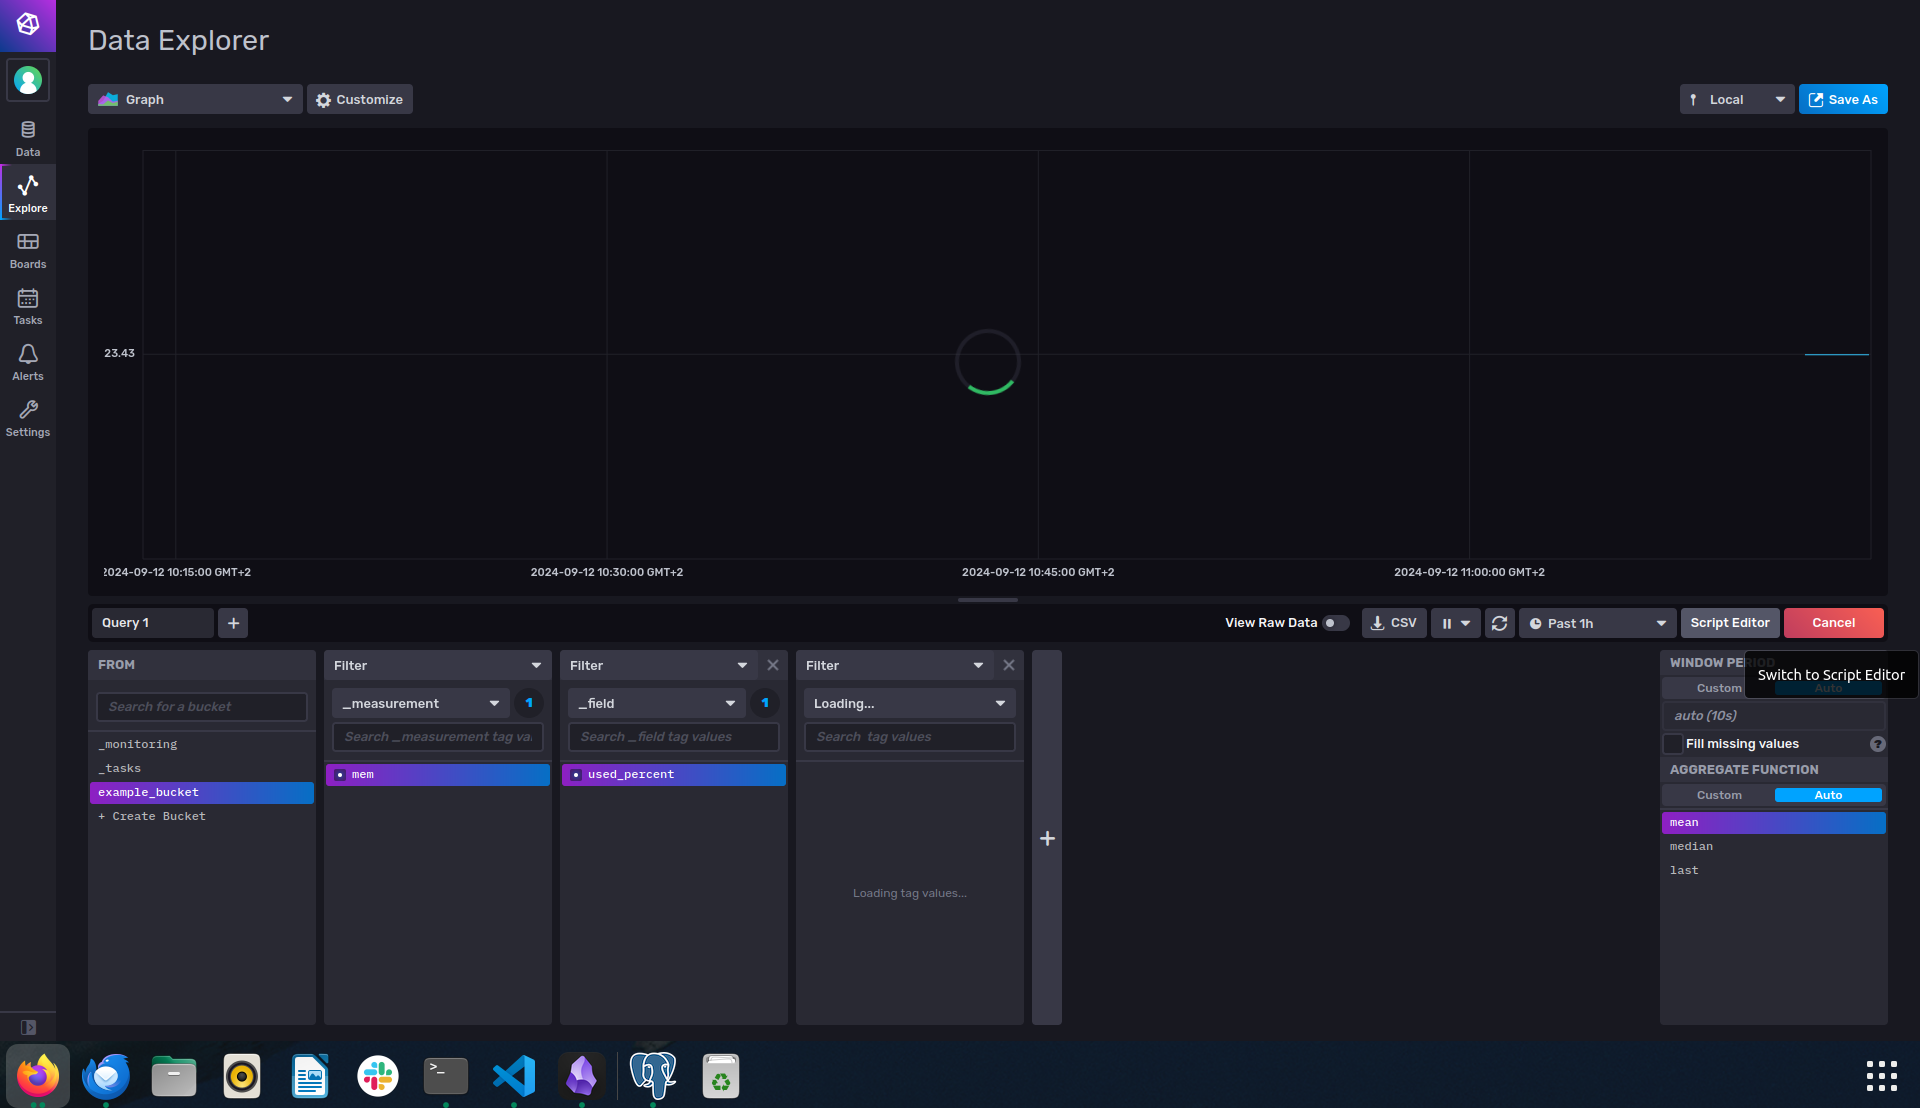 Data Explorer
Graph
Customize
Local
Save As
Data
Explore
Boards
Tasks
Alerts
Settings
23.43
2024-09-12 10:15:00 GMT+2
2024-09-12 10:30:00 GMT+2
2024-09-12 10:45:00 GMT+2
2024-09-12 11:00:00 GMT+2
Query 1
+
View Raw Data
CSV
Past 1h
Script Editor
Cancel
FROM
Search for a bucket
_monitoring
_tasks
example_bucket
+ Create Bucket
Filter
_measurement
1
Search _measurement tag va
mem
Filter
_field
1
Search _field tag values
used_percent
Filter
Loading...
Search tag values
Loading tag values...
+
WINDOW PERIOD
Switch to Script Editor
Custom
Auto
auto (10s)
Fill missing values
?
AGGREGATE FUNCTION
Custom
Auto
mean
median
last
>_